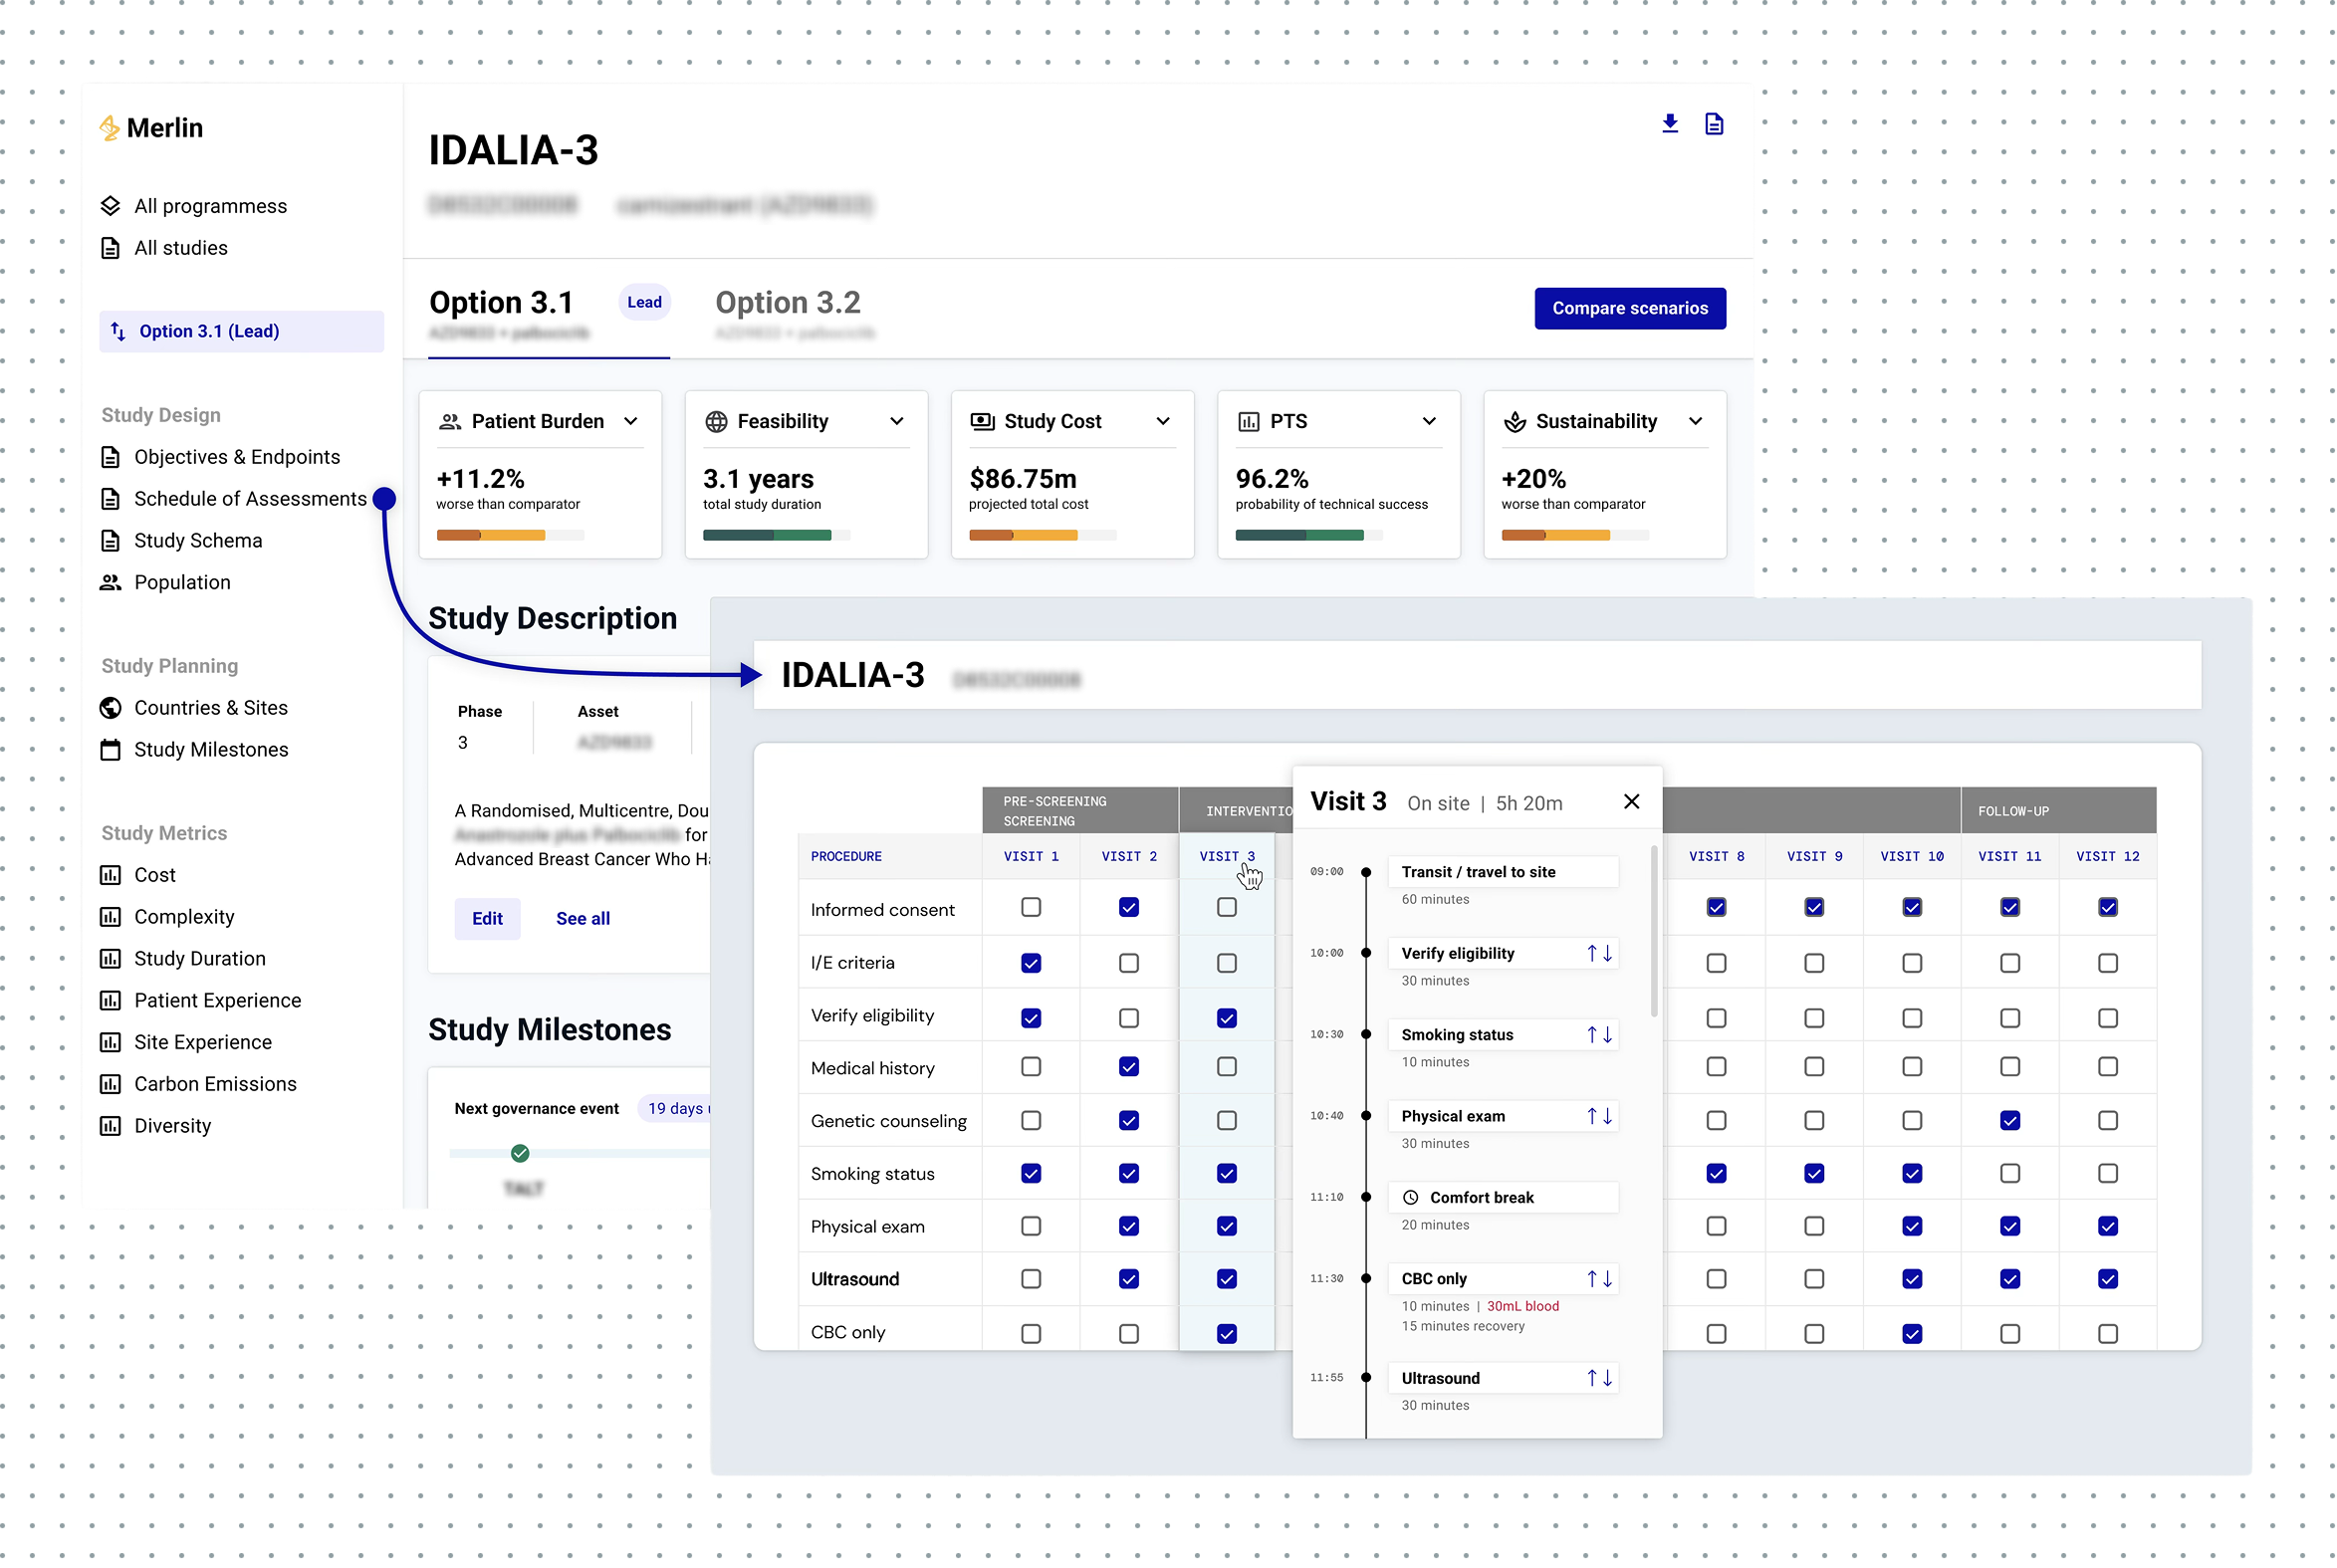 Merlin
All programmess
All studies
Option 3.1 (Lead)
Study Design
Objectives & Endpoints
Schedule of Assessments
Study Schema
Population
Study Planning
Countries & Sites
Study Milestones
Study Metrics
Cost
Complexity
Study Duration
Patient Experience
Site Experience
Carbon Emissions
Diversity
IDALIA-3
Option 3.1
Lead
Option 3.2
Compare scenarios
Patient Burden
+11.2%
worse than comparator
Feasibility
3.1 years
total study duration
Study Cost
$86.75m
projected total cost
PTS
96.2%
probability of technical success
Sustainability
+20%
worse than comparator
Study Description
Phase
3
Asset
A Randomised, Multicentre, Dou
for
Advanced Breast Cancer Who Ha
Edit
See all
Study Milestones
Next governance event
19 days
IDALIA-3
PRE-SCREENING
SCREENING
INTERVENTIO
FOLLOW-UP
PROCEDURE
VISIT 1
VISIT 2
VISIT 3
VISIT 8
VISIT 9
VISIT 10
VISIT 11
VISIT 12
Informed consent
I/E criteria
Verify eligibility
Medical history
Genetic counseling
Smoking status
Physical exam
Ultrasound
CBC only
Visit 3
On site | 5h 20m
09:00
Transit / travel to site
60 minutes
10:00
Verify eligibility
30 minutes
10:30
Smoking status
10 minutes
10:40
Physical exam
30 minutes
11:10
Comfort break
20 minutes
11:30
CBC only
10 minutes | 30mL blood
15 minutes recovery
11:55
Ultrasound
30 minutes